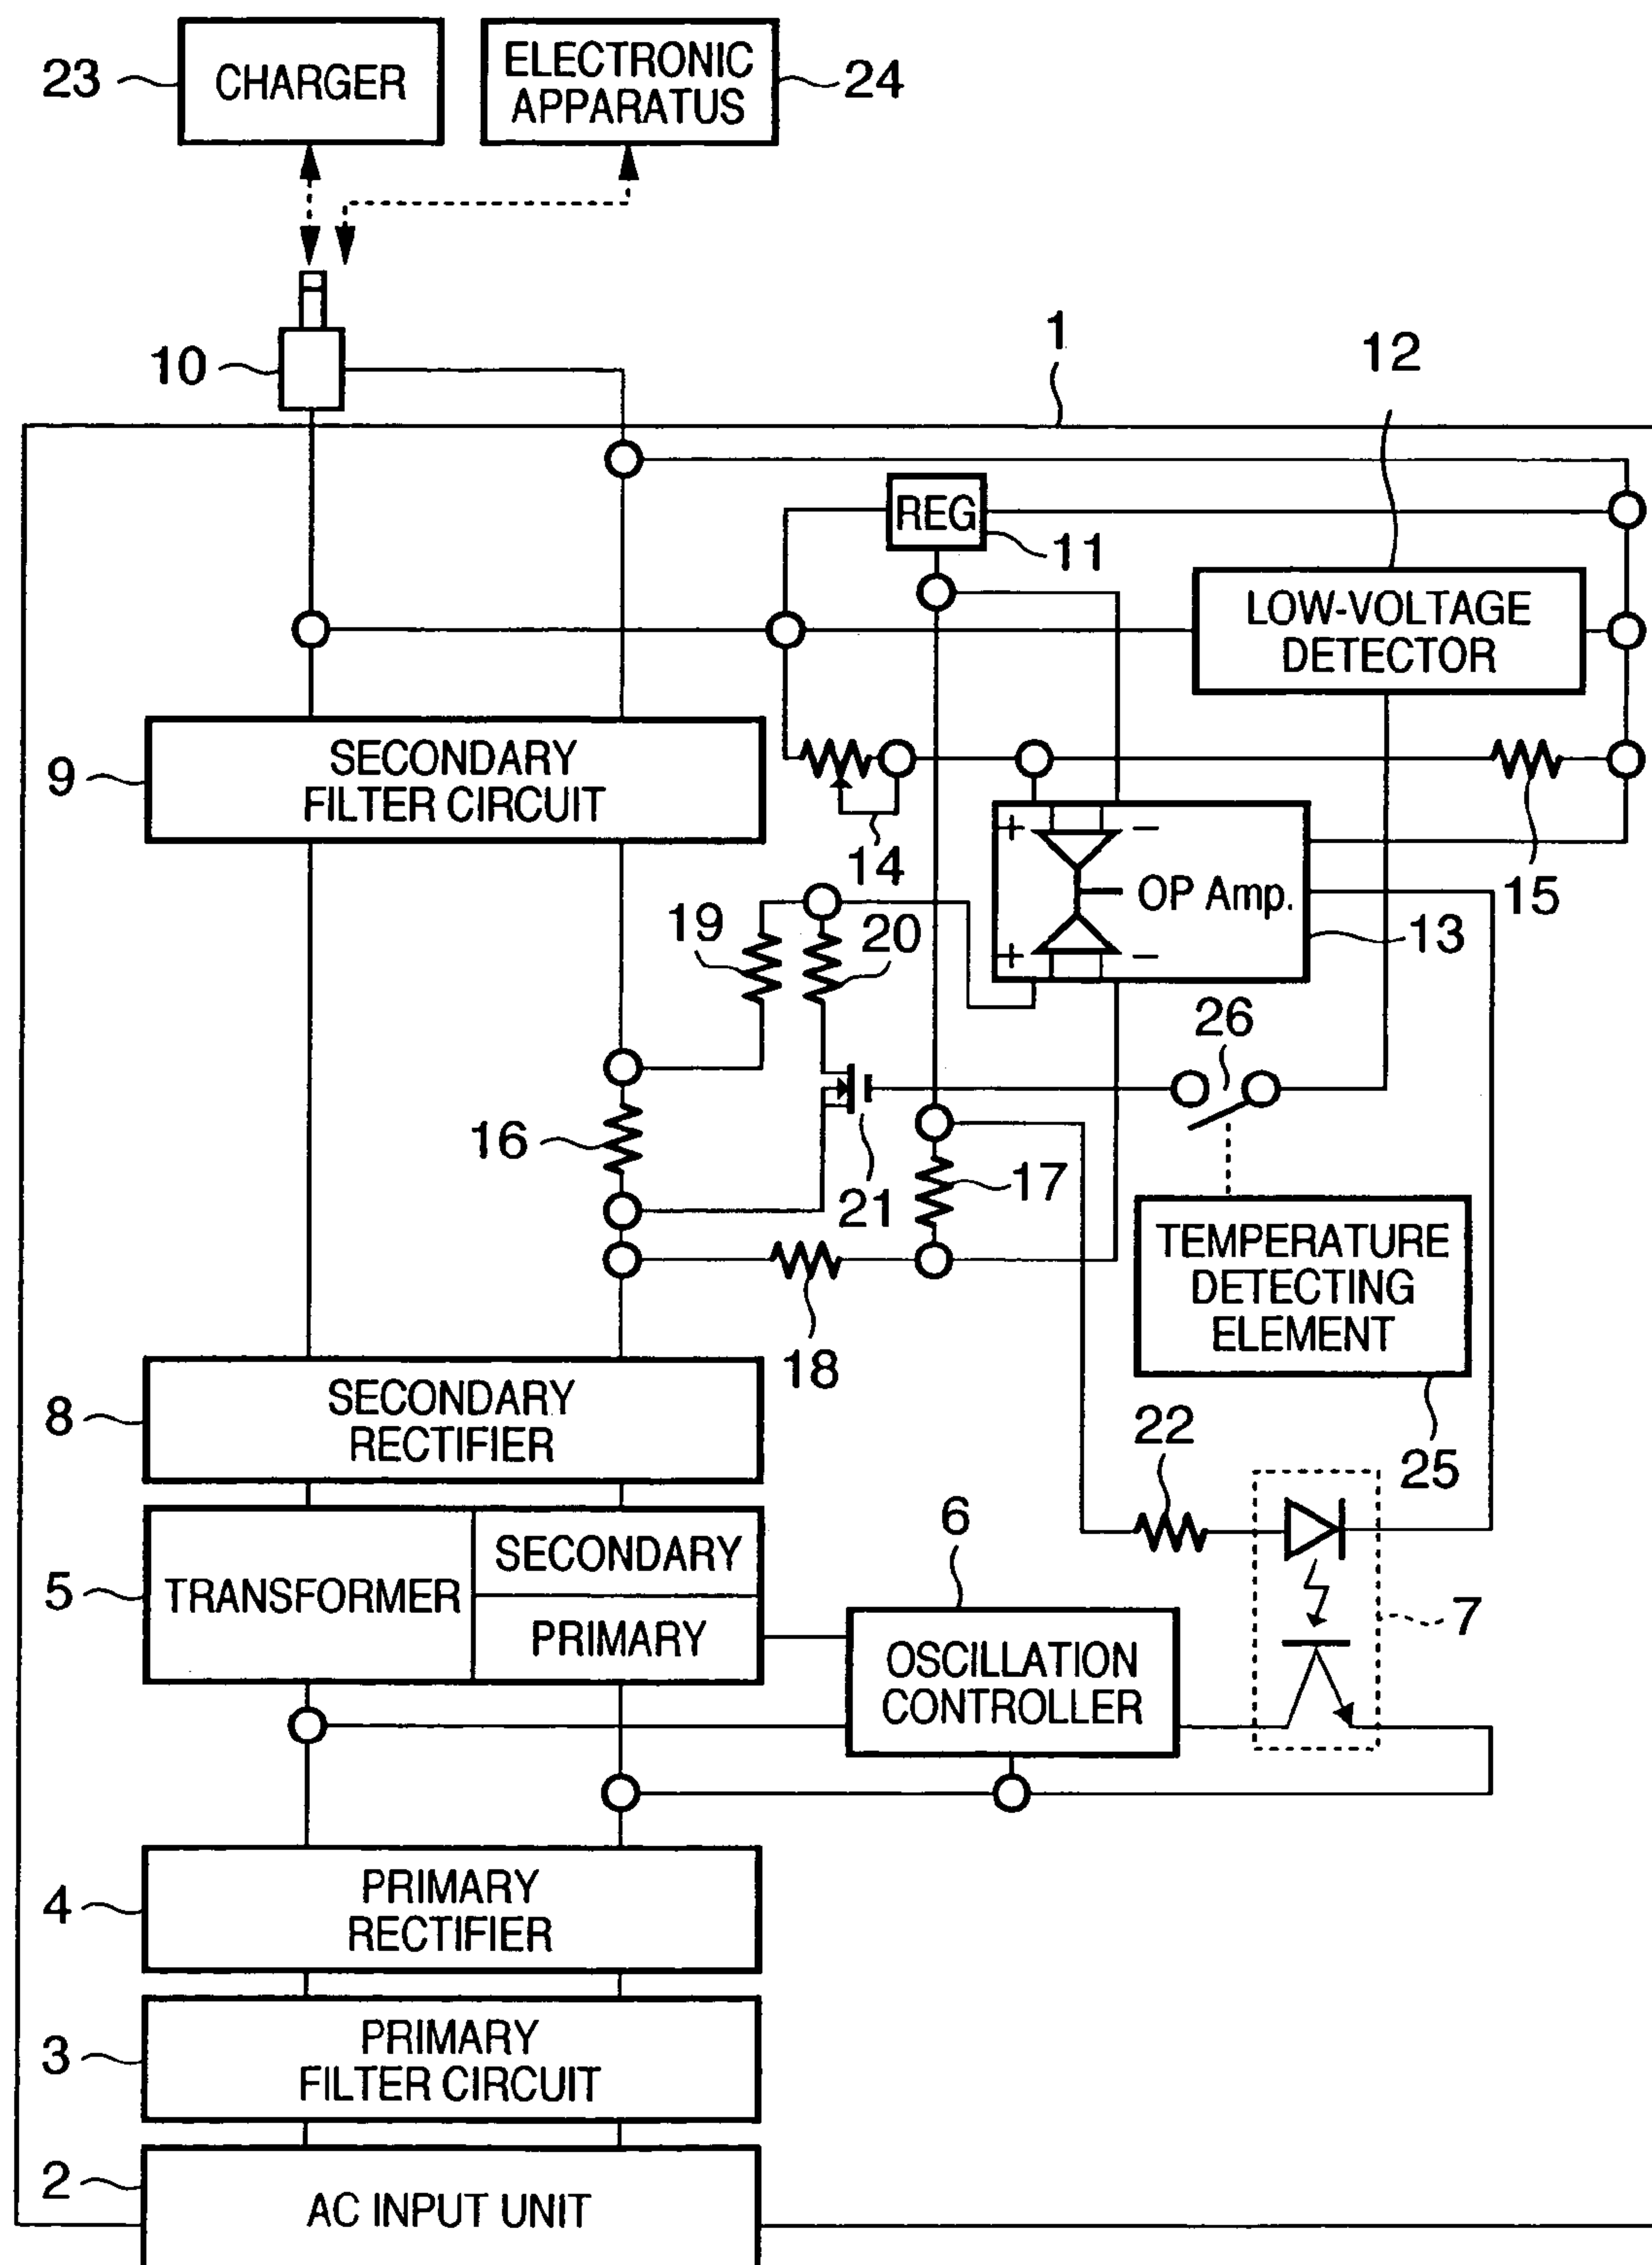 23
CHARGER
ELECTRONIC
APPARATUS
24
10
1
12
REG
11
LOW-VOLTAGE
DETECTOR
9
SECONDARY
FILTER CIRCUIT
14
+
−
OP Amp.
+
−
13
15
19
20
26
16
21
17
18
TEMPERATURE
DETECTING
ELEMENT
25
8
SECONDARY
RECTIFIER
22
5
TRANSFORMER
SECONDARY
PRIMARY
6
OSCILLATION
CONTROLLER
7
4
PRIMARY
RECTIFIER
3
PRIMARY
FILTER CIRCUIT
2
AC INPUT UNIT